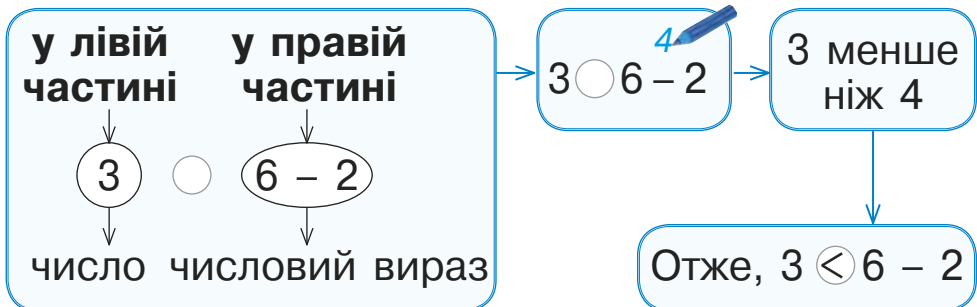 у лівій у правій
частині частині
3 6 – 2
число числовий вираз
4
3 6 – 2
3 менше
ніж 4
Отже, 3 < 6 – 2